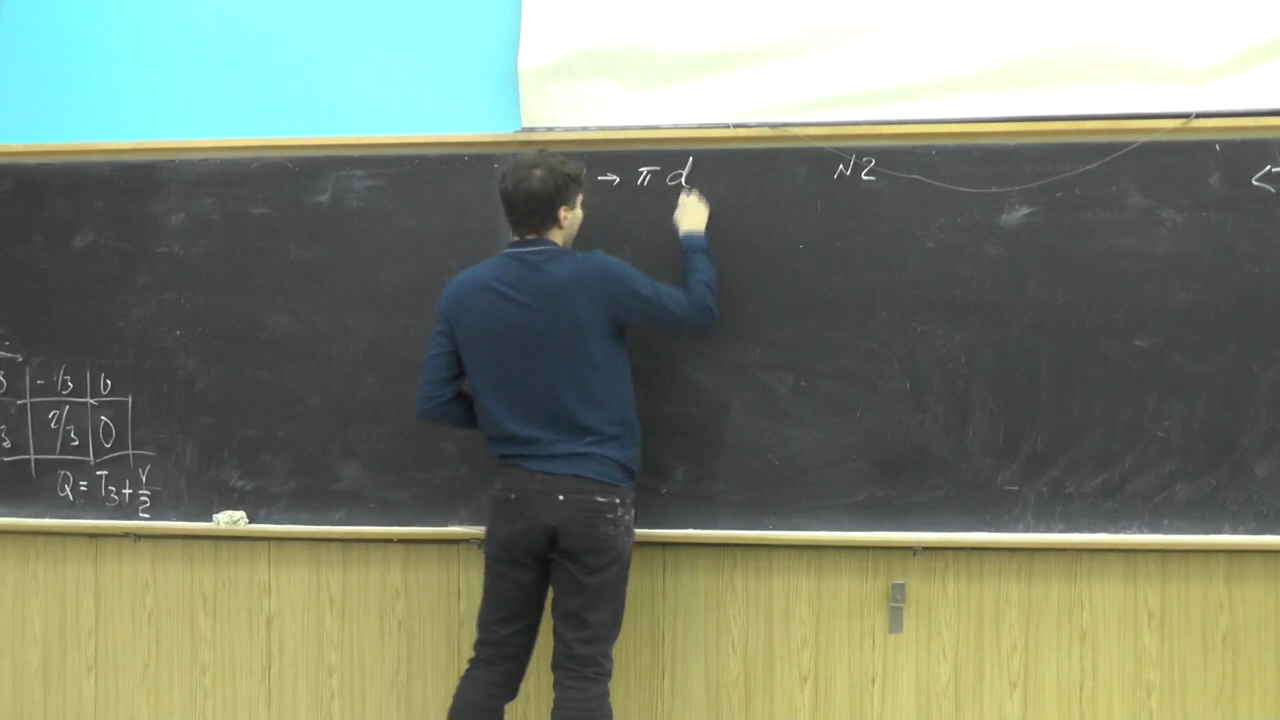 → π d
N2
-1/3 0
2/3 0
Q = T3 + Y/2